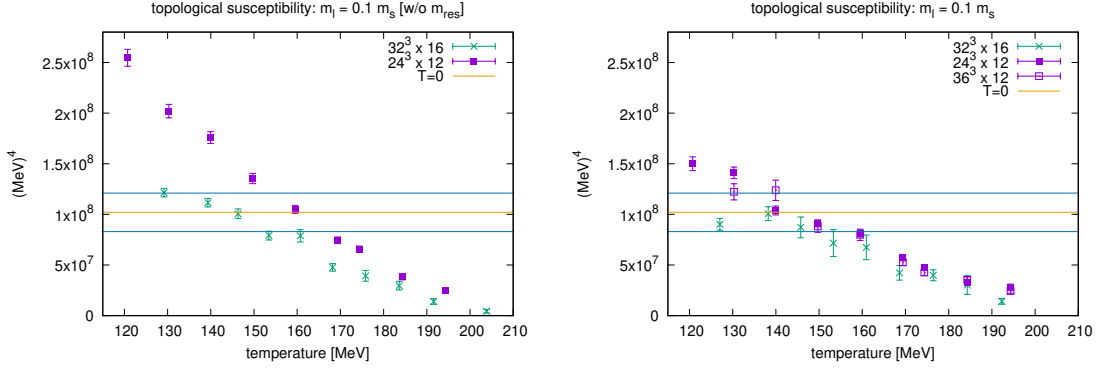 topological susceptibility: m_l = 0.1 m_s [w/o m_res]
32^3 x 16
24^3 x 12
T=0
(MeV)^4
2.5x10^8
2x10^8
1.5x10^8
1x10^8
5x10^7
0
120 130 140 150 160 170 180 190 200 210
temperature [MeV]
topological susceptibility: m_l = 0.1 m_s
32^3 x 16
24^3 x 12
36^3 x 12
T=0
(MeV)^4
2.5x10^8
2x10^8
1.5x10^8
1x10^8
5x10^7
0
120 130 140 150 160 170 180 190 200 210
temperature [MeV]